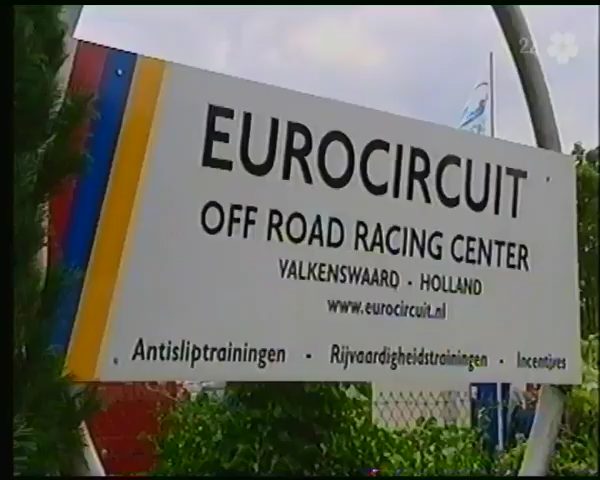 EUROCIRCUIT
OFF ROAD RACING CENTER
VALKENSWAARD - HOLLAND
www.eurocircuit.nl
Antisliptrainingen - Rijvaardigheidstrainingen - Incentives